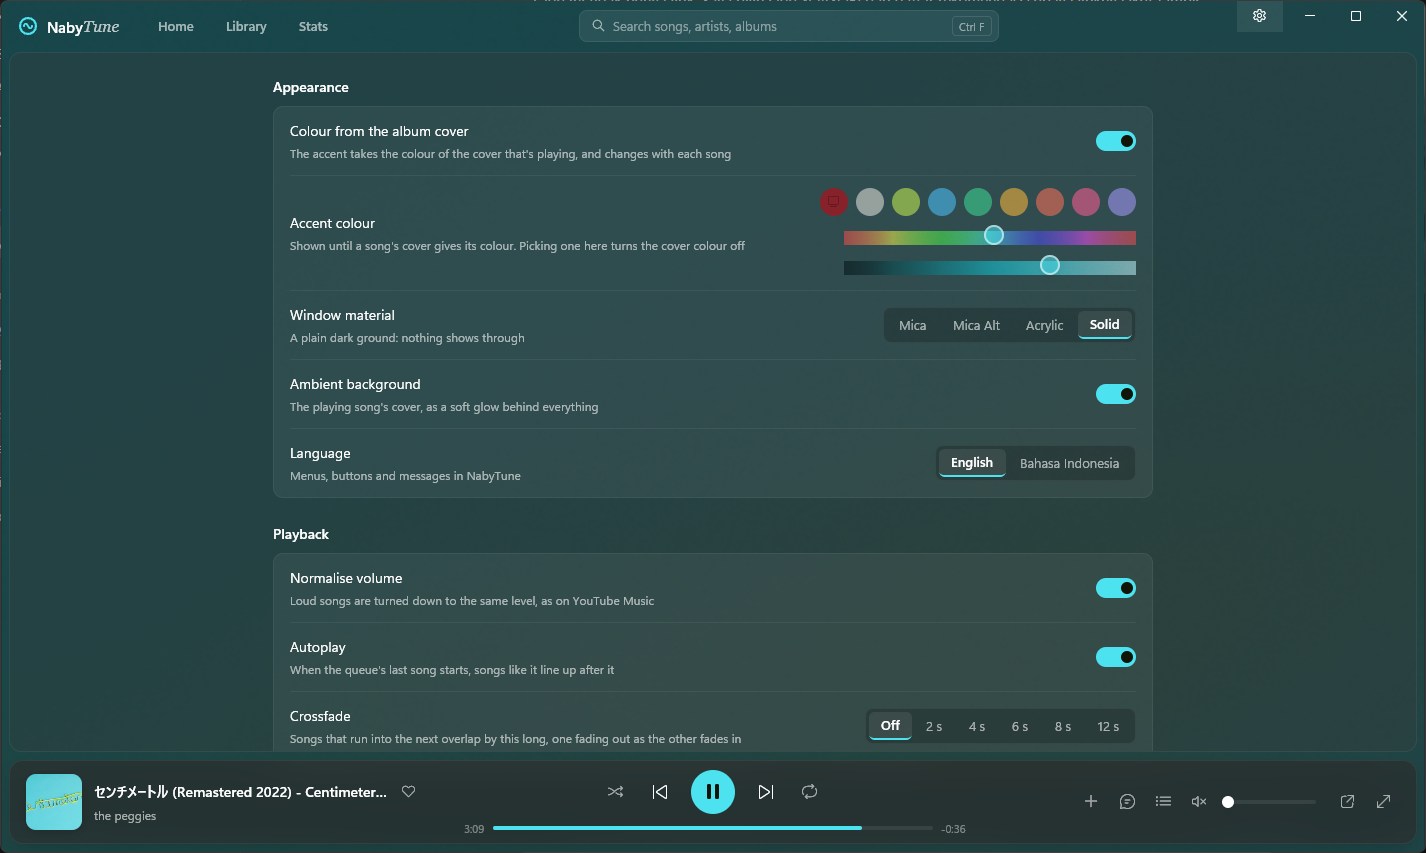 NabyTune
Home
Library
Stats
Search songs, artists, albums
Ctrl F
Appearance
Colour from the album cover
The accent takes the colour of the cover that's playing, and changes with each song
Accent colour
Shown until a song's cover gives its colour. Picking one here turns the cover colour off
Window material
A plain dark ground: nothing shows through
Mica
Mica Alt
Acrylic
Solid
Ambient background
The playing song's cover, as a soft glow behind everything
Language
Menus, buttons and messages in NabyTune
English
Bahasa Indonesia
Playback
Normalise volume
Loud songs are turned down to the same level, as on YouTube Music
Autoplay
When the queue's last song starts, songs like it line up after it
Crossfade
Songs that run into the next overlap by this long, one fading out as the other fades in
Off
2 s
4 s
6 s
8 s
12 s
センチメートル (Remastered 2022) - Centimeter...
the peggies
3:09
-0:36